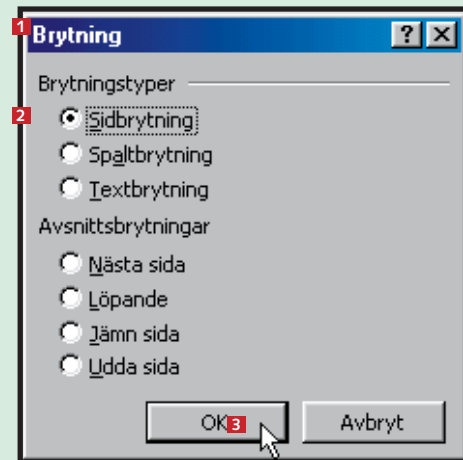 1 Brytning ? ×
Brytningstyper
2 Sidbrytning
Spaltbrytning
Textbrytning
Avsnittsbrytningar
Nästa sida
Löpande
Jämn sida
Udda sida
OK 3 Avbryt